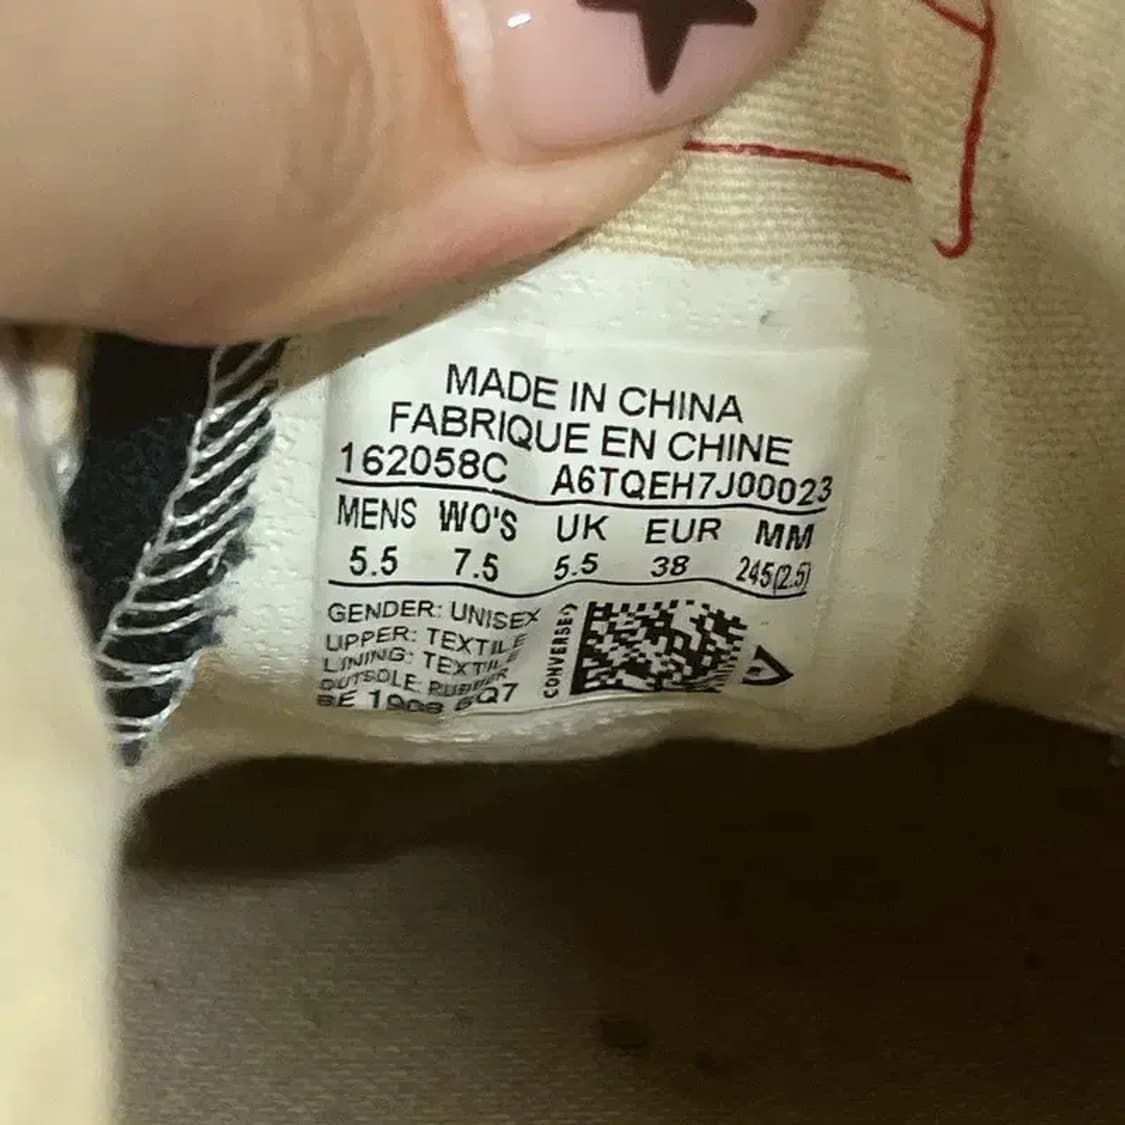 MADE IN CHINA
FABRIQUE EN CHINE
162058C A6TQEH7J00023
MENS WO'S UK EUR MM
5.5 7.5 5.5 38 245(2.5)
GENDER: UNISEX
UPPER: TEXTILE
LINING: TEXTILE
OUTSOLE: RUBBER
CONVERSE